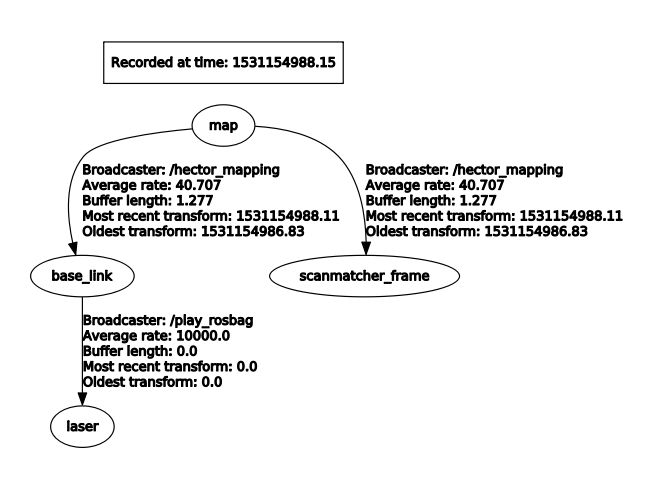 Recorded at time: 1531154988.15
map
Broadcaster: /hector_mapping
Average rate: 40.707
Buffer length: 1.277
Most recent transform: 1531154988.11
Oldest transform: 1531154986.83
Broadcaster: /hector_mapping
Average rate: 40.707
Buffer length: 1.277
Most recent transform: 1531154988.11
Oldest transform: 1531154986.83
base_link
scanmatcher_frame
Broadcaster: /play_rosbag
Average rate: 10000.0
Buffer length: 0.0
Most recent transform: 0.0
Oldest transform: 0.0
laser